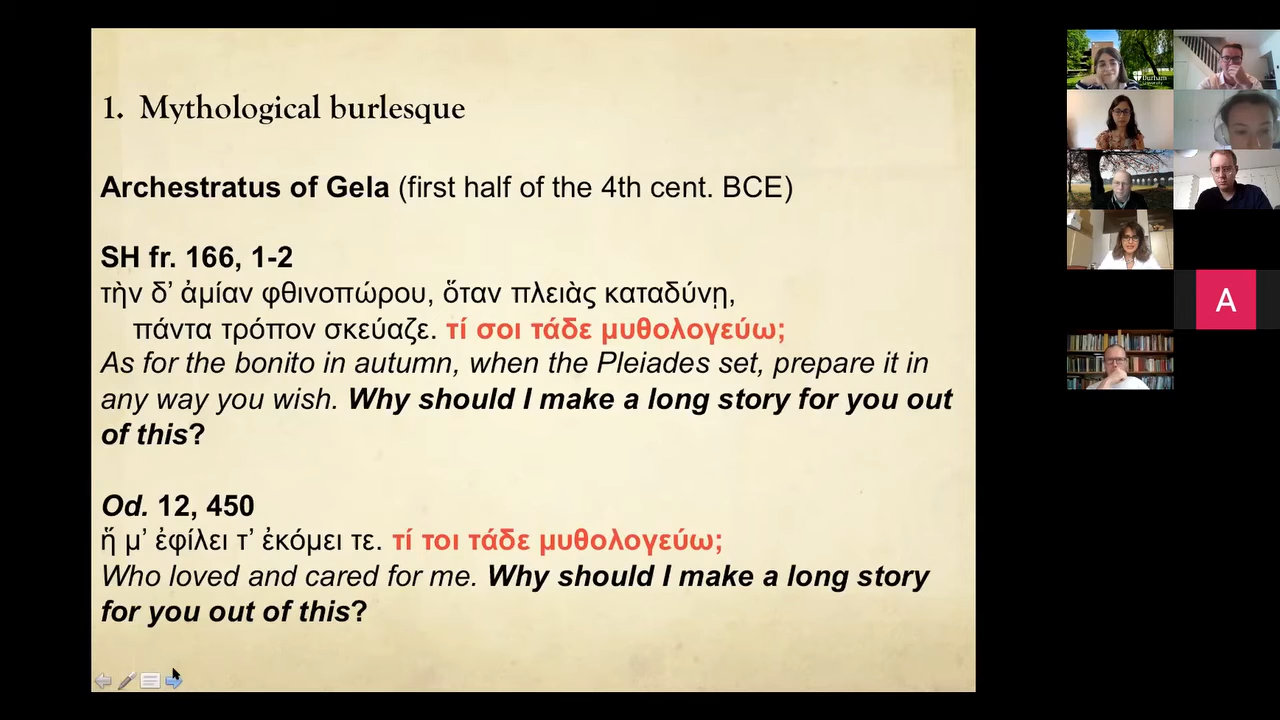 1. Mythological burlesque
Archestratus of Gela (first half of the 4th cent. BCE)
SH fr. 166, 1-2
τὴν δ’ ἀμίαν φθινοπώρου, ὅταν πλειὰς καταδύνῃ,
πάντα τρόπον σκεύαζε. τί σοι τάδε μυθολογεύω;
As for the bonito in autumn, when the Pleiades set, prepare it in
any way you wish. Why should I make a long story for you out
of this?
Od. 12, 450
ἥ μ’ ἐφίλει τ’ ἐκόμει τε. τί τοι τάδε μυθολογεύω;
Who loved and cared for me. Why should I make a long story
for you out of this?
Durham
University
A